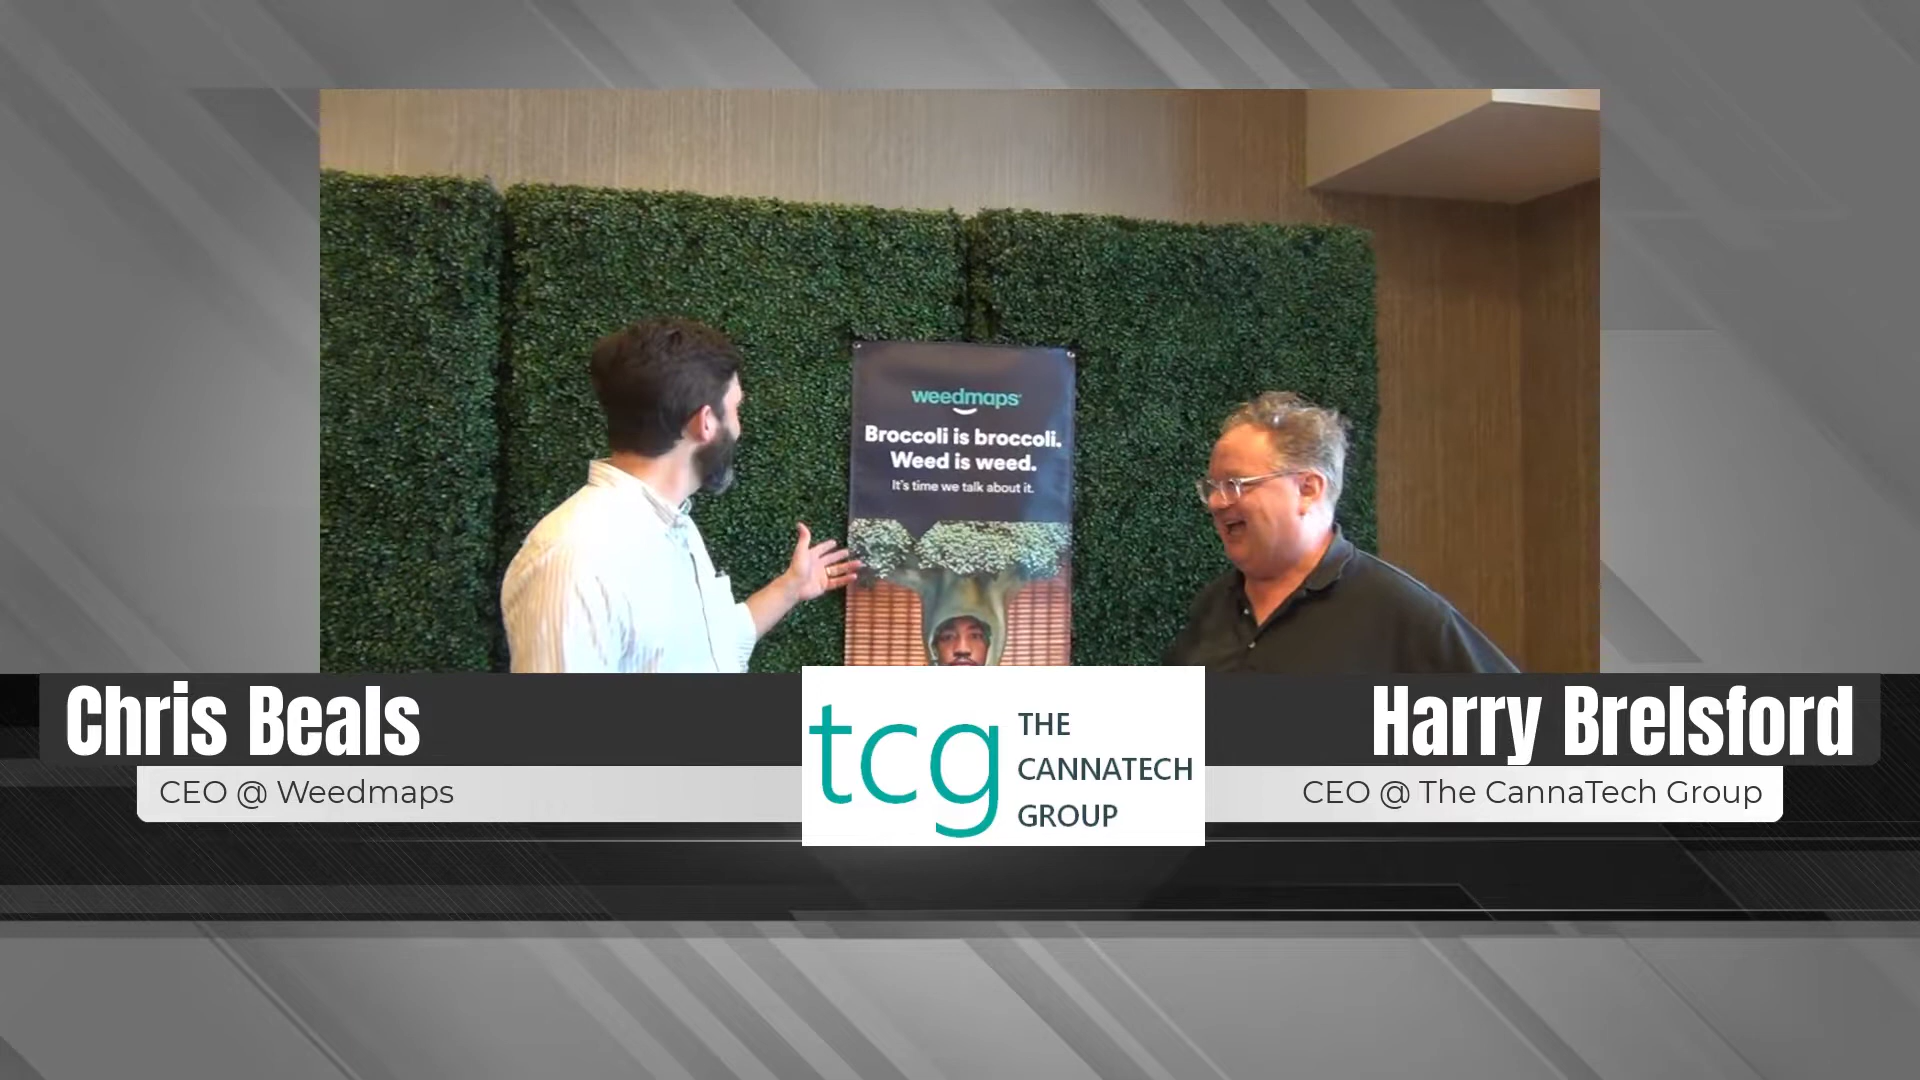 weedmaps
Broccoli is broccoli.
Weed is weed.
It's time we talk about it.
Chris Beals
CEO @ Weedmaps
tcg
THE
CANNATECH
GROUP
Harry Brelsford
CEO @ The CannaTech Group